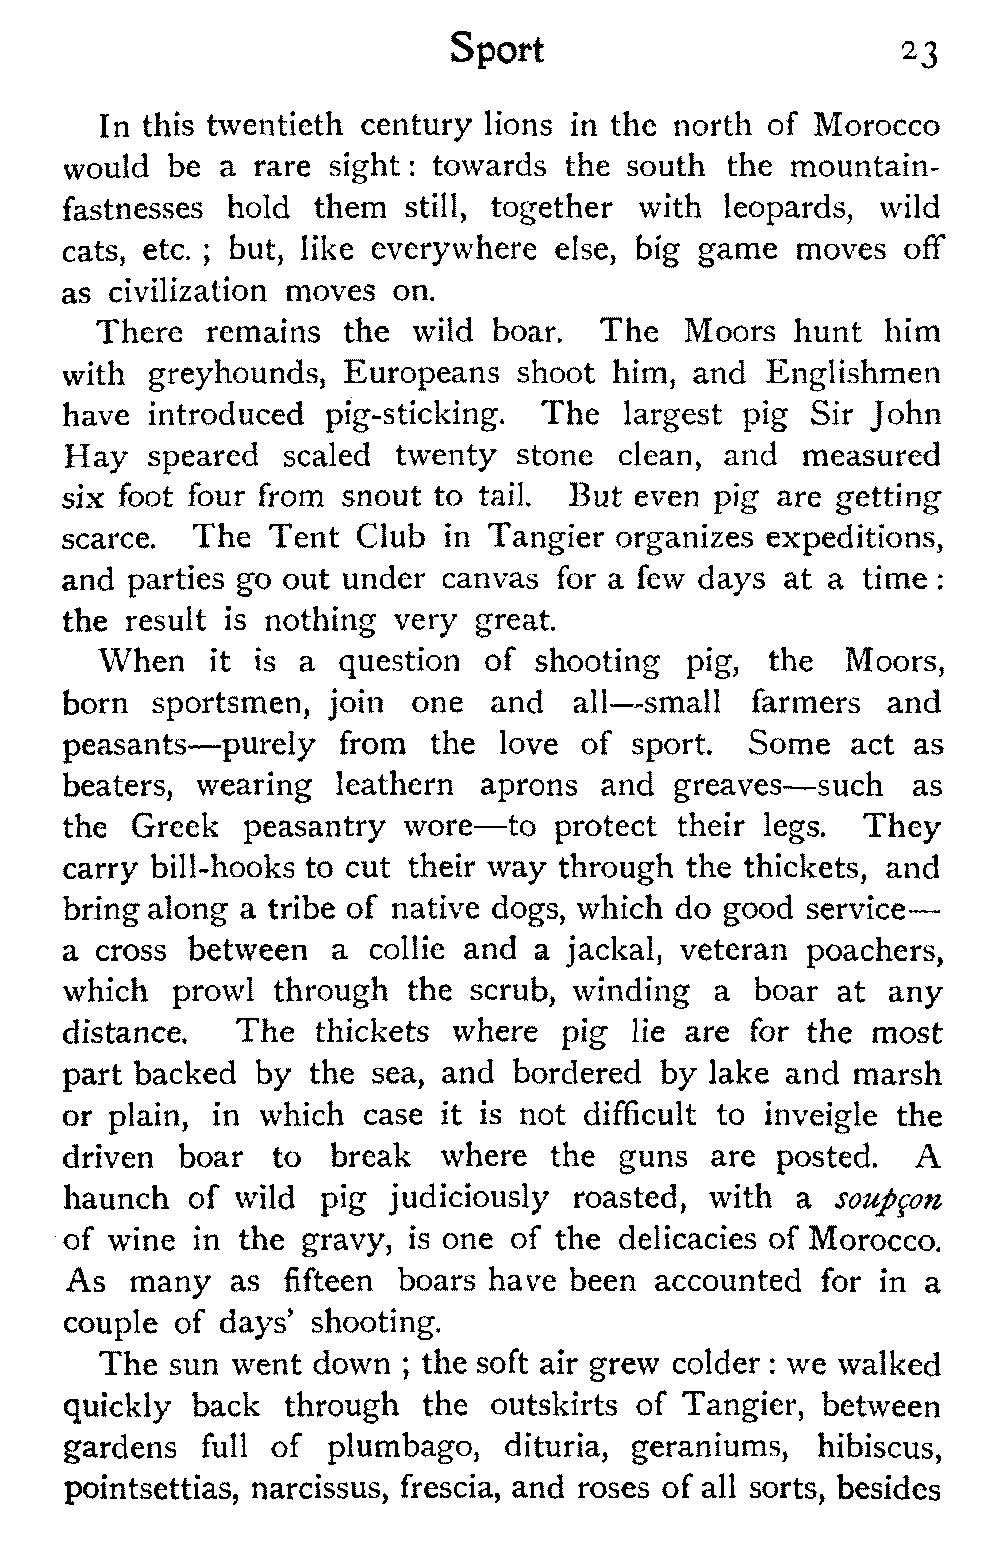 Sport 23
In this twentieth century lions in the north of Morocco
would be a rare sight: towards the south the mountain-
fastnesses hold them still, together with leopards, wild
cats, etc. ; but, like everywhere else, big game moves off
as civilization moves on.
There remains the wild boar. The Moors hunt him
with greyhounds, Europeans shoot him, and Englishmen
have introduced pig-sticking. The largest pig Sir John
Hay speared scaled twenty stone clean, and measured
six foot four from snout to tail. But even pig are getting
scarce. The Tent Club in Tangier organizes expeditions,
and parties go out under canvas for a few days at a time :
the result is nothing very great.
When it is a question of shooting pig, the Moors,
born sportsmen, join one and all—small farmers and
peasants—purely from the love of sport. Some act as
beaters, wearing leathern aprons and greaves—such as
the Greek peasantry wore—to protect their legs. They
carry bill-hooks to cut their way through the thickets, and
bring along a tribe of native dogs, which do good service—
a cross between a collie and a jackal, veteran poachers,
which prowl through the scrub, winding a boar at any
distance. The thickets where pig lie are for the most
part backed by the sea, and bordered by lake and marsh
or plain, in which case it is not difficult to inveigle the
driven boar to break where the guns are posted. A
haunch of wild pig judiciously roasted, with a soupçon
of wine in the gravy, is one of the delicacies of Morocco.
As many as fifteen boars have been accounted for in a
couple of days' shooting.
The sun went down ; the soft air grew colder : we walked
quickly back through the outskirts of Tangier, between
gardens full of plumbago, dituria, geraniums, hibiscus,
pointsettias, narcissus, frescia, and roses of all sorts, besides